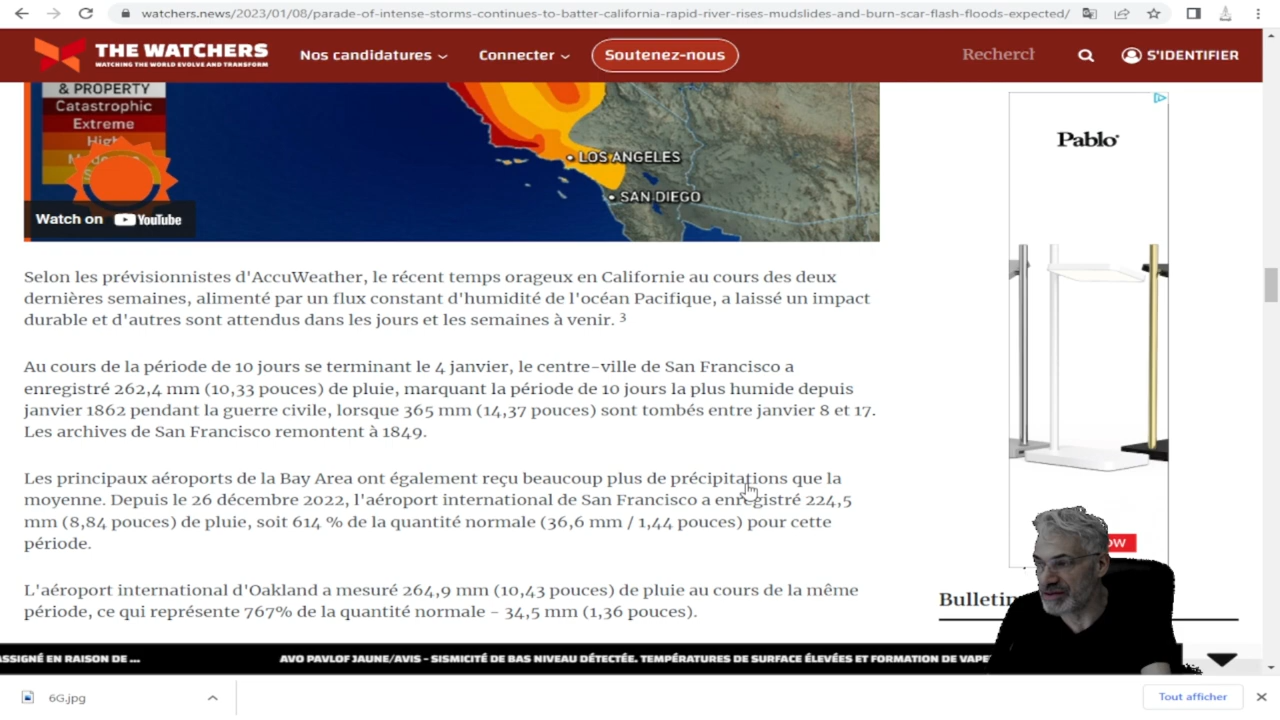 watchers.news/2023/01/08/parade-of-intense-storms-continues-to-batter-california-rapid-river-rises-mudslides-and-burn-scar-flash-floods-expected/
THE WATCHERS
WATCHING THE WORLD EVOLVE AND TRANSFORM
Nos candidatures
Connecter
Soutenez-nous
Recherch
S'IDENTIFIER
& PROPERTY
Catastrophic
Extreme
High
LOS ANGELES
SAN DIEGO
Watch on YouTube
Pablo
Selon les prévisionnistes d'AccuWeather, le récent temps orageux en Californie au cours des deux
dernières semaines, alimenté par un flux constant d'humidité de l'océan Pacifique, a laissé un impact
durable et d'autres sont attendus dans les jours et les semaines à venir. 3
Au cours de la période de 10 jours se terminant le 4 janvier, le centre-ville de San Francisco a
enregistré 262,4 mm (10,33 pouces) de pluie, marquant la période de 10 jours la plus humide depuis
janvier 1862 pendant la guerre civile, lorsque 365 mm (14,37 pouces) sont tombés entre janvier 8 et 17.
Les archives de San Francisco remontent à 1849.
Les principaux aéroports de la Bay Area ont également reçu beaucoup plus de précipitations que la
moyenne. Depuis le 26 décembre 2022, l'aéroport international de San Francisco a enregistré 224,5
mm (8,84 pouces) de pluie, soit 614 % de la quantité normale (36,6 mm / 1,44 pouces) pour cette
période.
L'aéroport international d'Oakland a mesuré 264,9 mm (10,43 pouces) de pluie au cours de la même
période, ce qui représente 767% de la quantité normale - 34,5 mm (1,36 pouces).
OW
Bulletin
ASSIGNÉ EN RAISON DE ...
AVO PAVLOF JAUNE/AVIS - SISMICITÉ DE BAS NIVEAU DÉTECTÉE. TEMPÉRATURES DE SURFACE ÉLEVÉES ET FORMATION DE VAPE
6G.jpg
Tout afficher